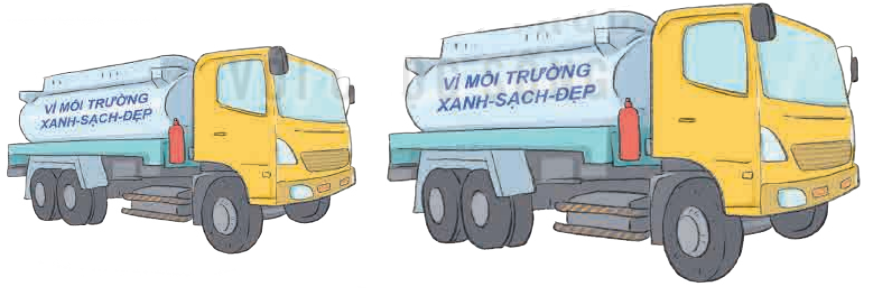 VÌ MÔI TRƯỜNG
XANH-SẠCH-ĐẸP
VÌ MÔI TRƯỜNG
XANH-SẠCH-ĐẸP